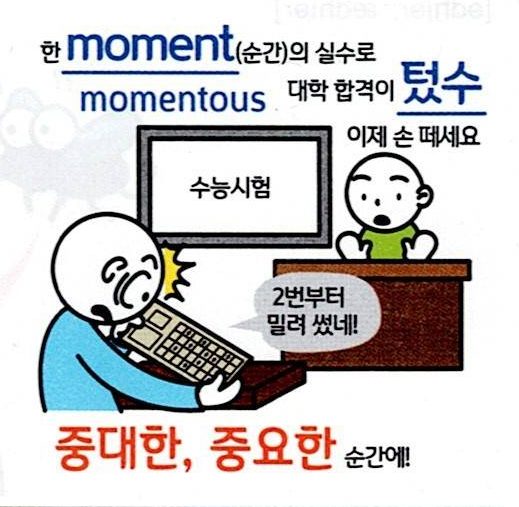 한 moment(순간)의 실수로
momentous 대학 합격이 텄수
이제 손 떼세요
수능시험
2번부터
밀려 썼네!
중대한, 중요한 순간에!